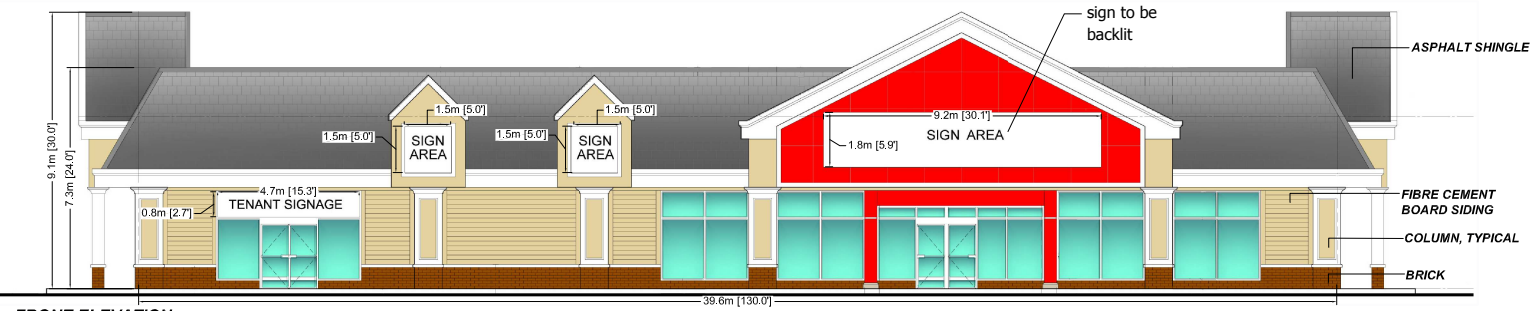 sign to be
backlit
ASPHALT SHINGLE
9.1m [30.0']
7.3m [24.0']
1.5m [5.0']
1.5m [5.0']
SIGN
AREA
1.5m [5.0']
1.5m [5.0']
SIGN
AREA
9.2m [30.1']
SIGN AREA
1.8m [5.9']
4.7m [15.3']
TENANT SIGNAGE
0.8m [2.7']
FIBRE CEMENT
BOARD SIDING
COLUMN, TYPICAL
BRICK
39.6m [130.0']
FRONT ELEVATION